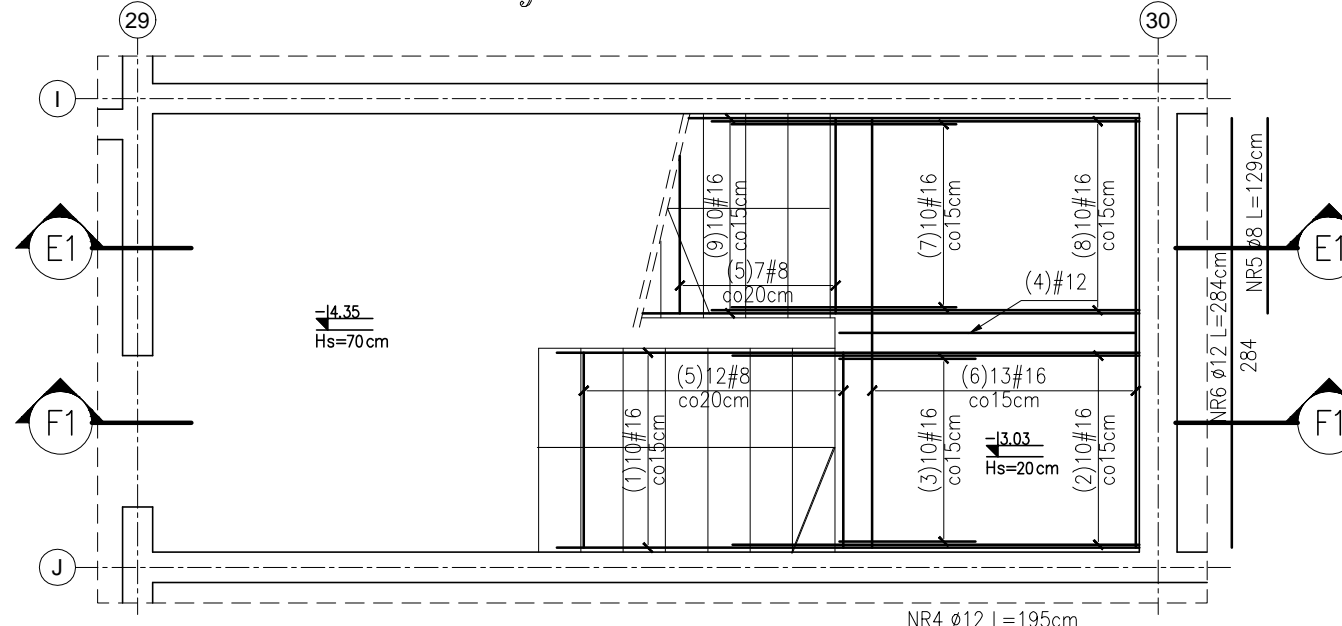 29
30
I
(9)10#16
co15cm
(7)10#16
co15cm
(8)10#16
co15cm
NR5 ø8 L=129cm
E1
E1
(5)7#8
co20cm
(4)#12
-4.35
Hs=70cm
NR6 ø12 L=284cm
284
(5)12#8
co20cm
(6)13#16
co15cm
F1
F1
(1)10#16
co15cm
(3)10#16
co15cm
-3.03
Hs=20cm
(2)10#16
co15cm
J
NR4 ø12 L=195cm